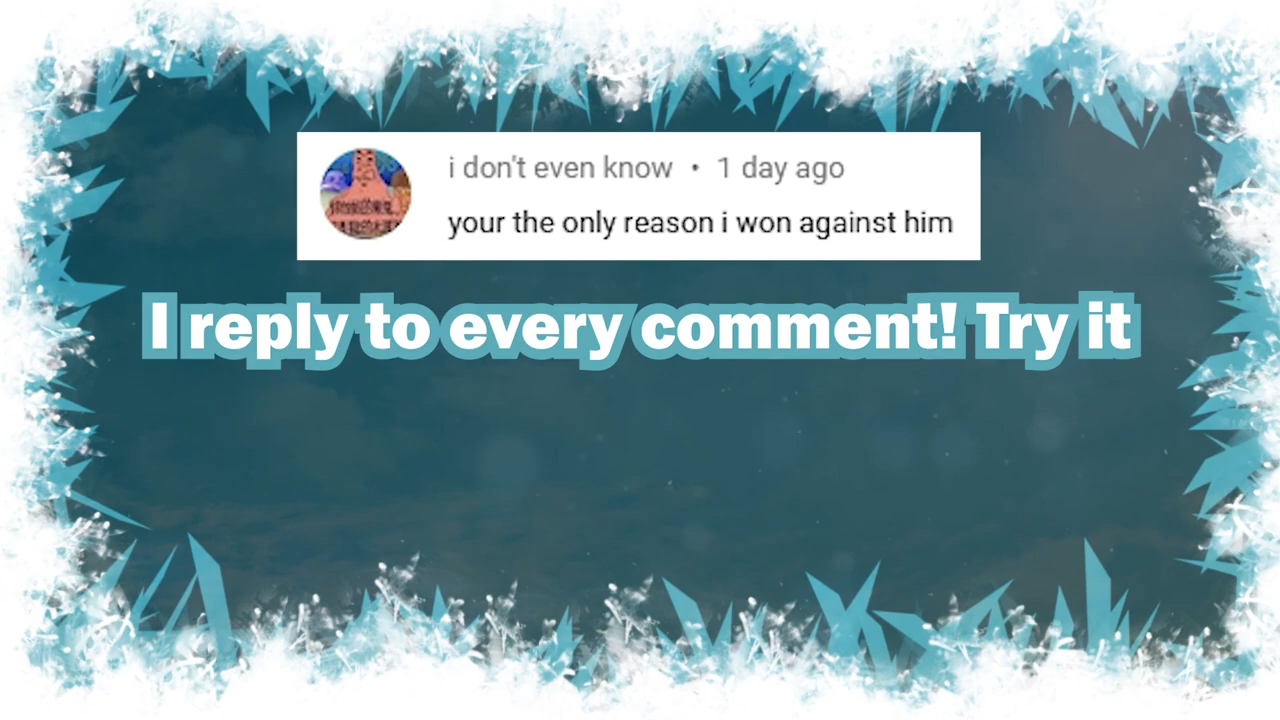 i don't even know • 1 day ago
your the only reason i won against him
I reply to every comment! Try it